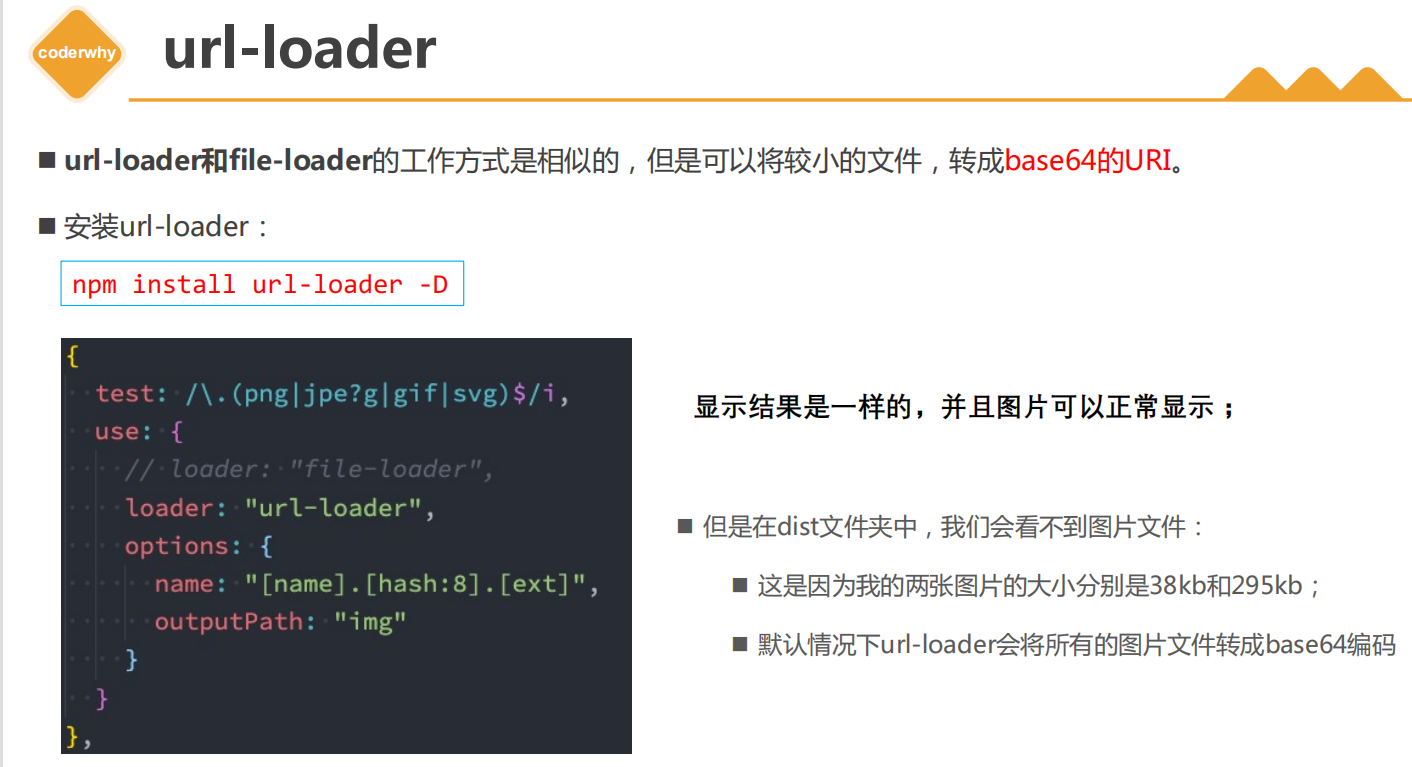 coderwhy
url-loader
url-loader和file-loader的工作方式是相似的，但是可以将较小的文件，转成base64的URI。
安装url-loader：
npm install url-loader -D
{
test: /\.(png|jpe?g|gif|svg)$/i,
use: {
// loader: "file-loader",
loader: "url-loader",
options: {
name: "[name].[hash:8].[ext]",
outputPath: "img"
}
}
},
显示结果是一样的，并且图片可以正常显示；
但是在dist文件夹中，我们会看不到图片文件：
这是因为我的两张图片的大小分别是38kb和295kb；
默认情况下url-loader会将所有的图片文件转成base64编码